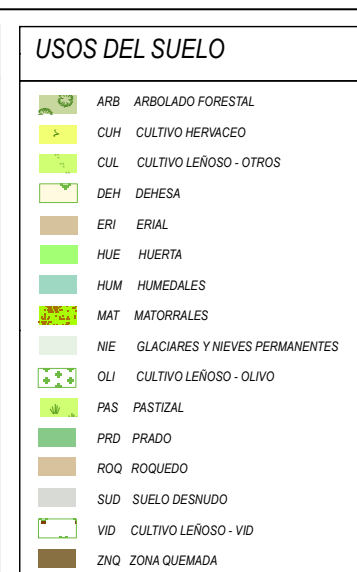 USOS DEL SUELO
ARB ARBOLADO FORESTAL
CUH CULTIVO HERVACEO
CUL CULTIVO LEÑOSO - OTROS
DEH DEHESA
ERI ERIAL
HUE HUERTA
HUM HUMEDALES
MAT MATORRALES
NIE GLACIARES Y NIEVES PERMANENTES
OLI CULTIVO LEÑOSO - OLIVO
PAS PASTIZAL
PRD PRADO
ROQ ROQUEDO
SUD SUELO DESNUDO
VID CULTIVO LEÑOSO - VID
ZNQ ZONA QUEMADA